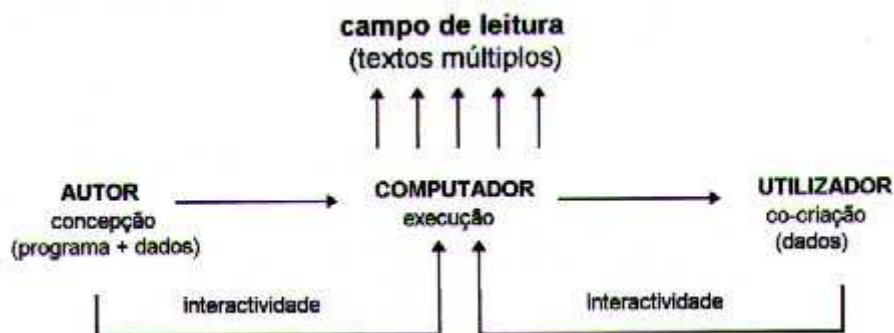 campo de leitura
(textos múltiplos)
AUTOR
concepção
(programa + dados)
COMPUTADOR
execução
UTILIZADOR
co-criação
(dados)
interactividade
interactividade